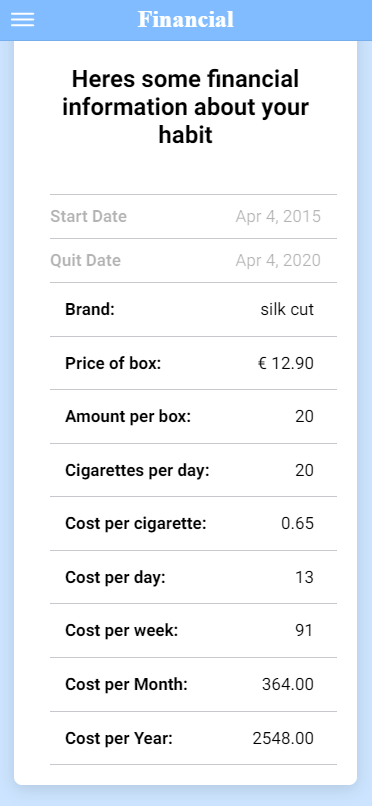 Financial
Heres some financial
information about your
habit
Start Date Apr 4, 2015
Quit Date Apr 4, 2020
Brand: silk cut
Price of box: € 12.90
Amount per box: 20
Cigarettes per day: 20
Cost per cigarette: 0.65
Cost per day: 13
Cost per week: 91
Cost per Month: 364.00
Cost per Year: 2548.00